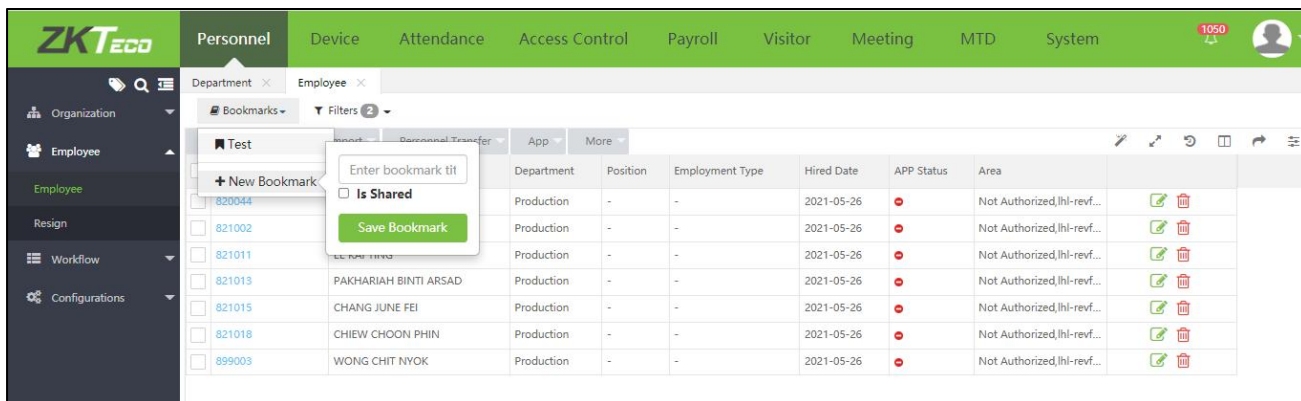 ZKTECO Personnel Device Attendance Access Control Payroll Visitor Meeting MTD System 1050
Department Employee
Organization Bookmarks Filters 2
Test Personnel Transfer App More
Employee
Enter bookmark tit Department Position Employment Type Hired Date APP Status Area
+ New Bookmark
Is Shared
Employee
820044 Production - - 2021-05-26 Not Authorized,lhl-revf...
Resign
821002 Save Bookmark Production - - 2021-05-26 Not Authorized,lhl-revf...
Workflow 821011 Production - - 2021-05-26 Not Authorized,lhl-revf...
821013 PAKHARIAH BINTI ARSAD Production - - 2021-05-26 Not Authorized,lhl-revf...
Configurations 821015 CHANG JUNE FEI Production - - 2021-05-26 Not Authorized,lhl-revf...
821018 CHIEW CHOON PHIN Production - - 2021-05-26 Not Authorized,lhl-revf...
899003 WONG CHIT NYOK Production - - 2021-05-26 Not Authorized,lhl-revf...